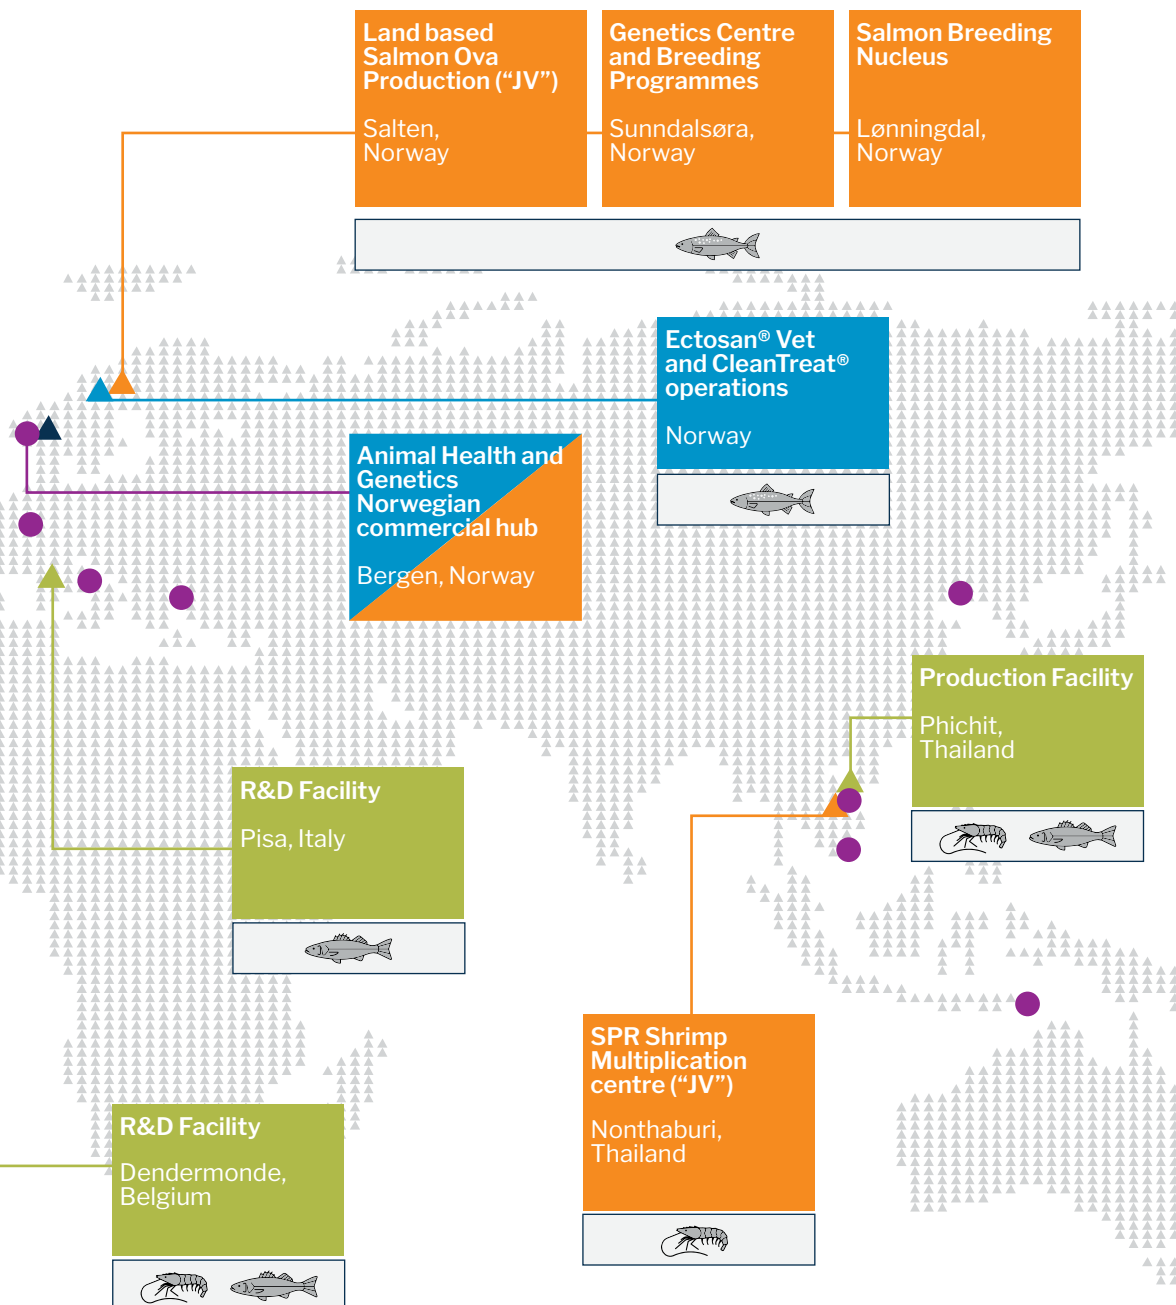 Land based
Salmon Ova
Production (“JV”)
Salten,
Norway
Genetics Centre
and Breeding
Programmes
Sunndalsøra,
Norway
Salmon Breeding
Nucleus
Lønningdal,
Norway
Ectosan® Vet
and CleanTreat®
operations
Norway
Animal Health and
Genetics
Norwegian
commercial hub
Bergen, Norway
Production Facility
Phichit,
Thailand
R&D Facility
Pisa, Italy
SPR Shrimp
Multiplication
centre (“JV”)
Nonthaburi,
Thailand
R&D Facility
Dendermonde,
Belgium